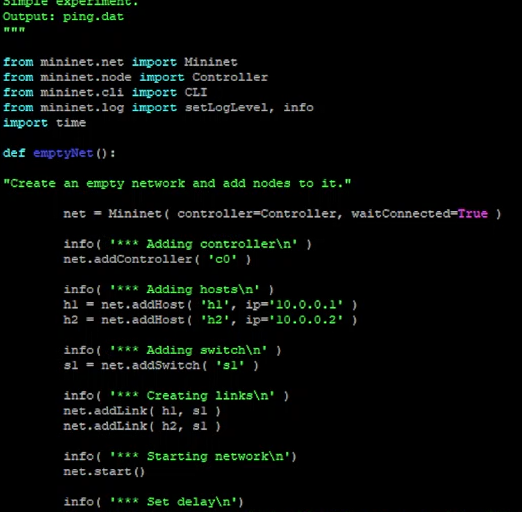 Simple experiment.
Output: ping.dat
"""
from mininet.net import Mininet
from mininet.node import Controller
from mininet.cli import CLI
from mininet.log import setLogLevel, info
import time
def emptyNet():
"Create an empty network and add nodes to it."
net = Mininet( controller=Controller, waitConnected=True )
info( '*** Adding controller\n' )
net.addController( 'c0' )
info( '*** Adding hosts\n' )
h1 = net.addHost( 'h1', ip='10.0.0.1' )
h2 = net.addHost( 'h2', ip='10.0.0.2' )
info( '*** Adding switch\n' )
s1 = net.addSwitch( 's1' )
info( '*** Creating links\n' )
net.addLink( h1, s1 )
net.addLink( h2, s1 )
info( '*** Starting network\n')
net.start()
info( '*** Set delay\n')